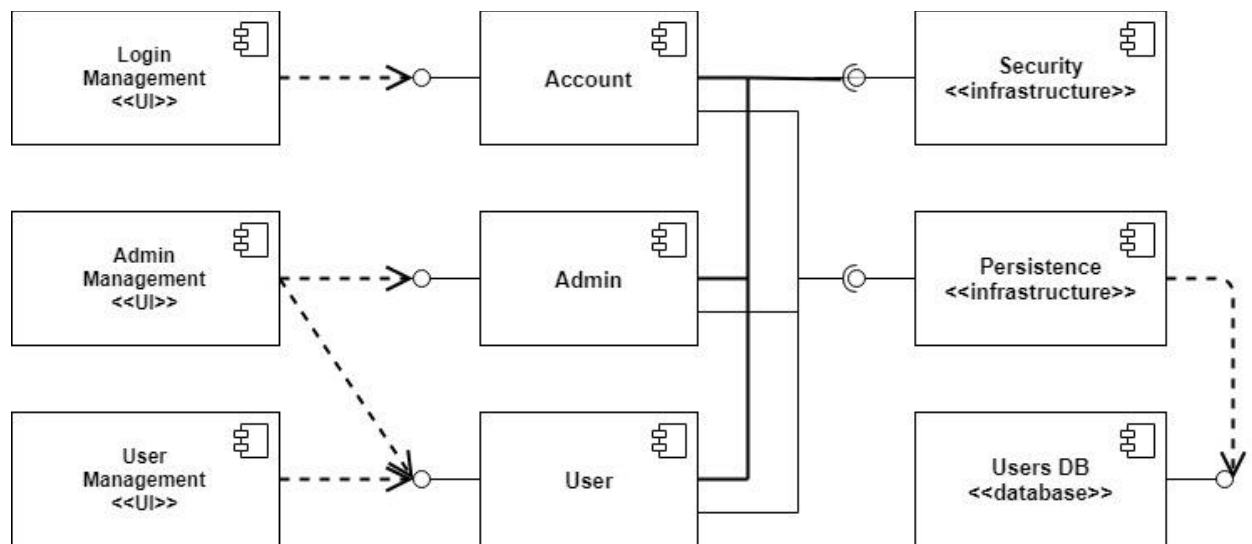 Login
Management
<<UI>>
Account
Security
<<infrastructure>>
Admin
Management
<<UI>>
Admin
Persistence
<<infrastructure>>
User
Management
<<UI>>
User
Users DB
<<database>>